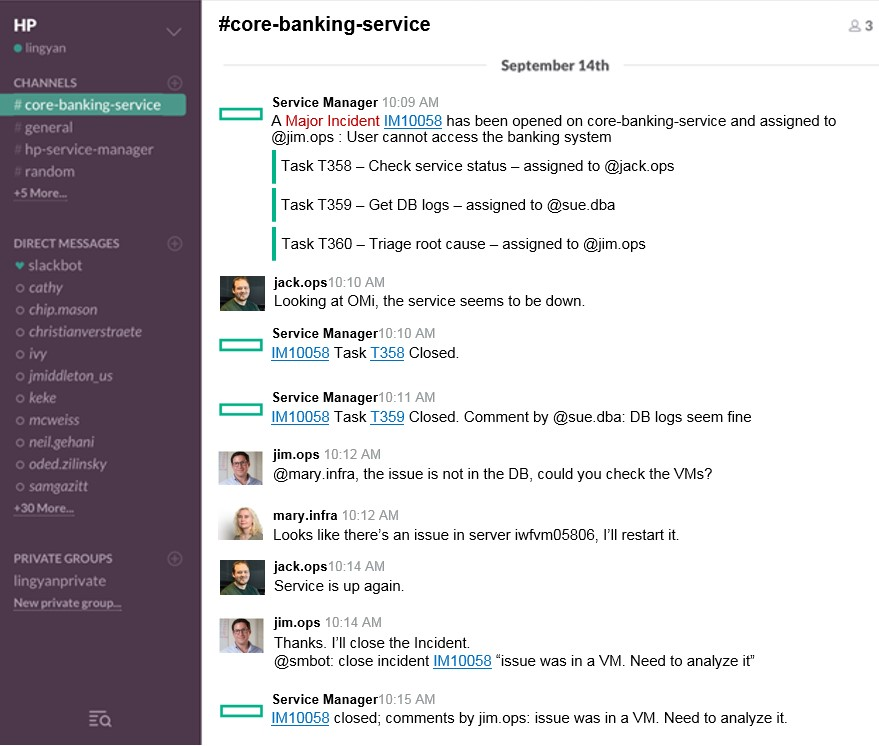 HP
lingyan
CHANNELS
# core-banking-service
# general
# hp-service-manager
# random
+5 More...
DIRECT MESSAGES
slackbot
cathy
chip.mason
christianverstraete
ivy
jmiddleton_us
keke
mcweiss
neil.gehani
oded.zilinsky
samgazitt
+30 More...
PRIVATE GROUPS
lingyanprivate
New private group...
#core-banking-service
3
September 14th
Service Manager 10:09 AM
A Major Incident IM10058 has been opened on core-banking-service and assigned to
@jim.ops : User cannot access the banking system
Task T358 – Check service status – assigned to @jack.ops
Task T359 – Get DB logs – assigned to @sue.dba
Task T360 – Triage root cause – assigned to @jim.ops
jack.ops10:10 AM
Looking at OMi, the service seems to be down.
Service Manager10:10 AM
IM10058 Task T358 Closed.
Service Manager10:11 AM
IM10058 Task T359 Closed. Comment by @sue.dba: DB logs seem fine
jim.ops 10:12 AM
@mary.infra, the issue is not in the DB, could you check the VMs?
mary.infra 10:12 AM
Looks like there’s an issue in server iwfvm05806, I’ll restart it.
jack.ops10:14 AM
Service is up again.
jim.ops 10:14 AM
Thanks. I’ll close the Incident.
@smbot: close incident IM10058 “issue was in a VM. Need to analyze it”
Service Manager10:15 AM
IM10058 closed; comments by jim.ops: issue was in a VM. Need to analyze it.